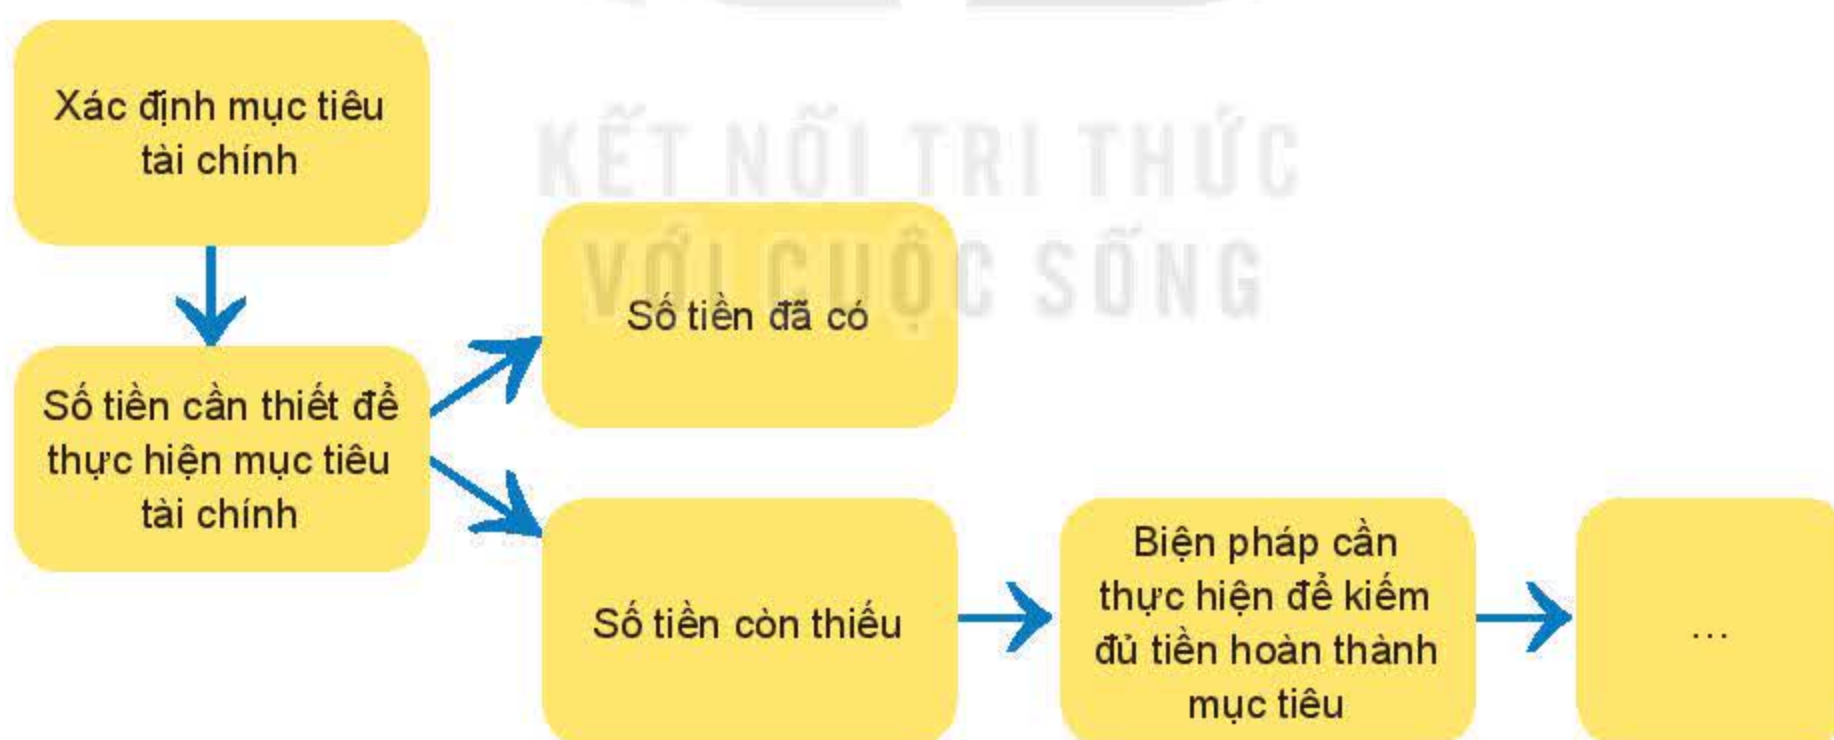 Xác định mục tiêu
tài chính
KẾT NỐI TRI THỨC
VỚI CUỘC SỐNG
Số tiền đã có
Số tiền cần thiết để
thực hiện mục tiêu
tài chính
Số tiền còn thiếu
Biện pháp cần
thực hiện để kiếm
đủ tiền hoàn thành
mục tiêu
...